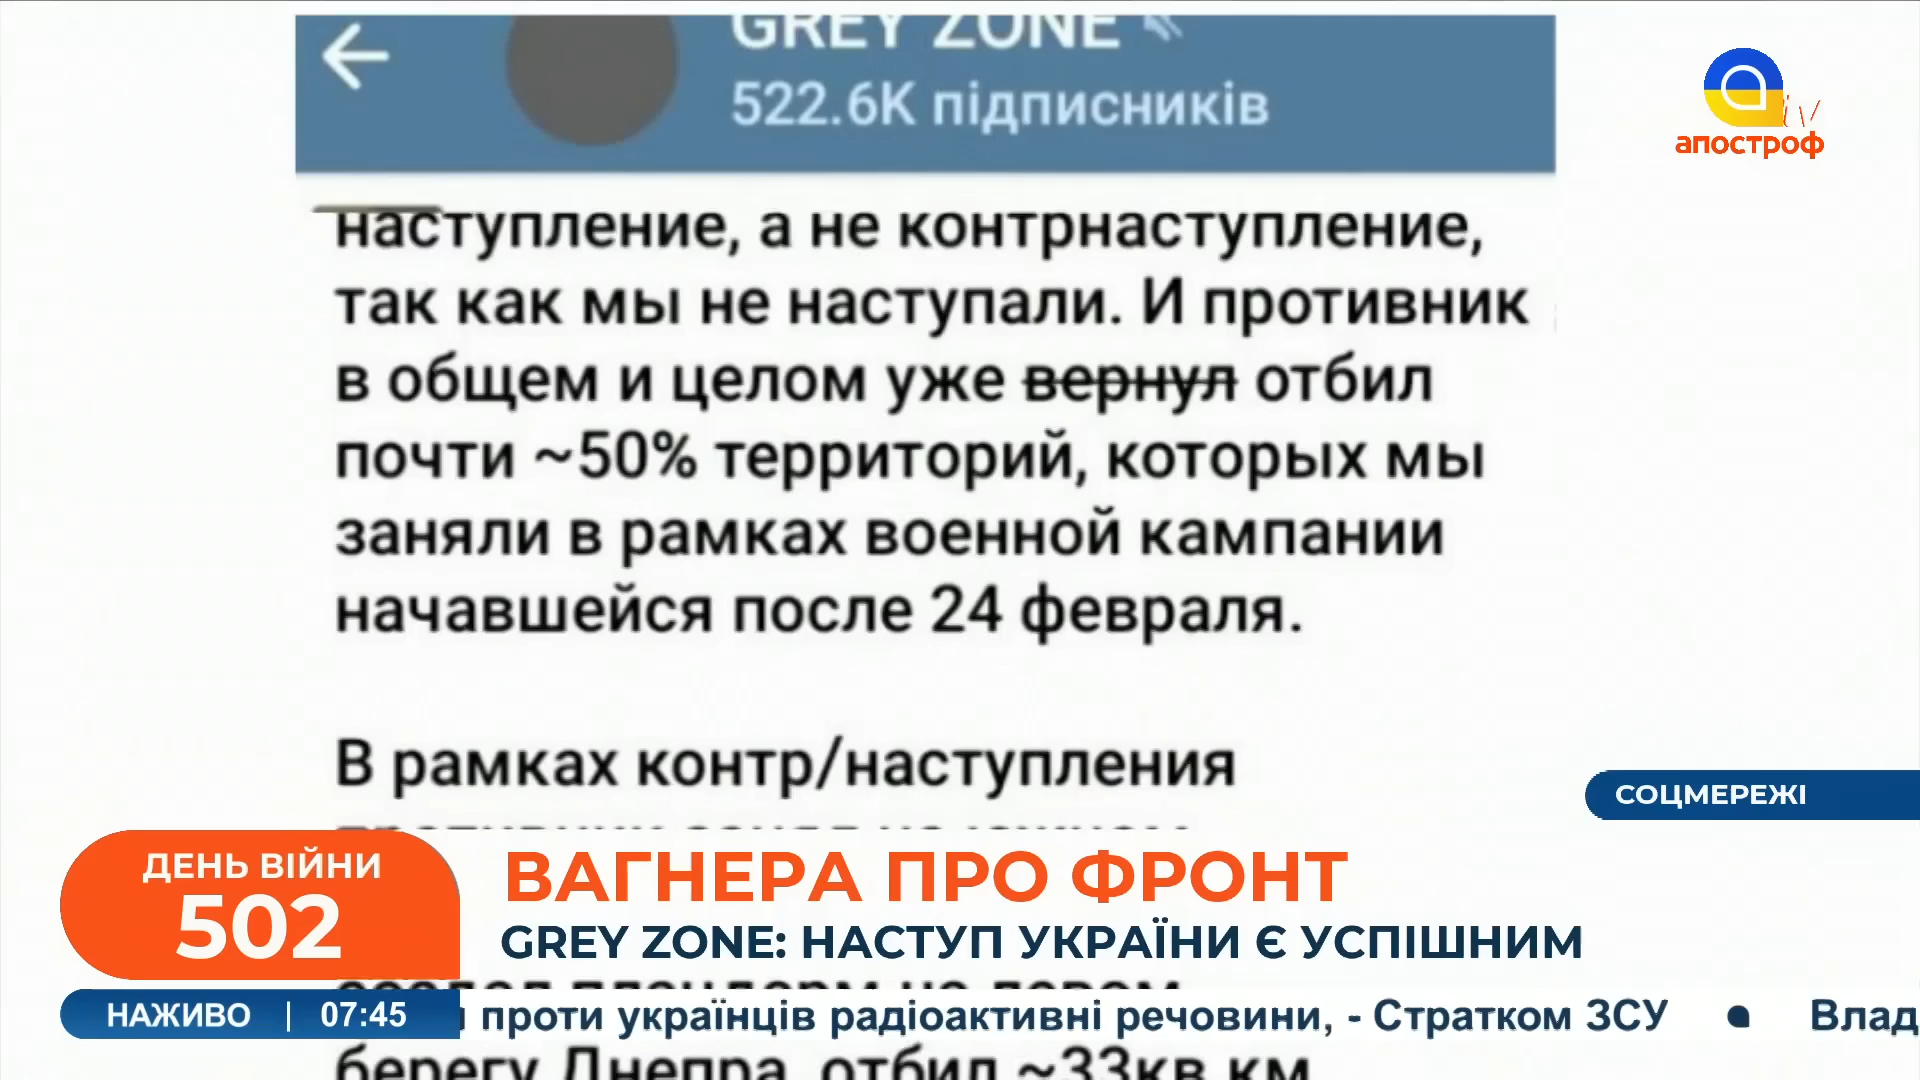 GREY ZONE
522.6K підписників
tv
апостроф
наступление, а не контрнаступление,
так как мы не наступали. И противник
в общем и целом уже вернул отбил
почти ~50% территорий, которых мы
заняли в рамках военной кампании
начавшейся после 24 февраля.
В рамках контр/наступления
СОЦМЕРЕЖІ
ДЕНЬ ВІЙНИ
502
ВАГНЕРА ПРО ФРОНТ
GREY ZONE: НАСТУП УКРАЇНИ Є УСПІШНИМ
НАЖИВО | 07:45
проти українців радіоактивні речовини, - Стратком ЗСУ • Влад
берегу Днепра, отбил ~33кв.км